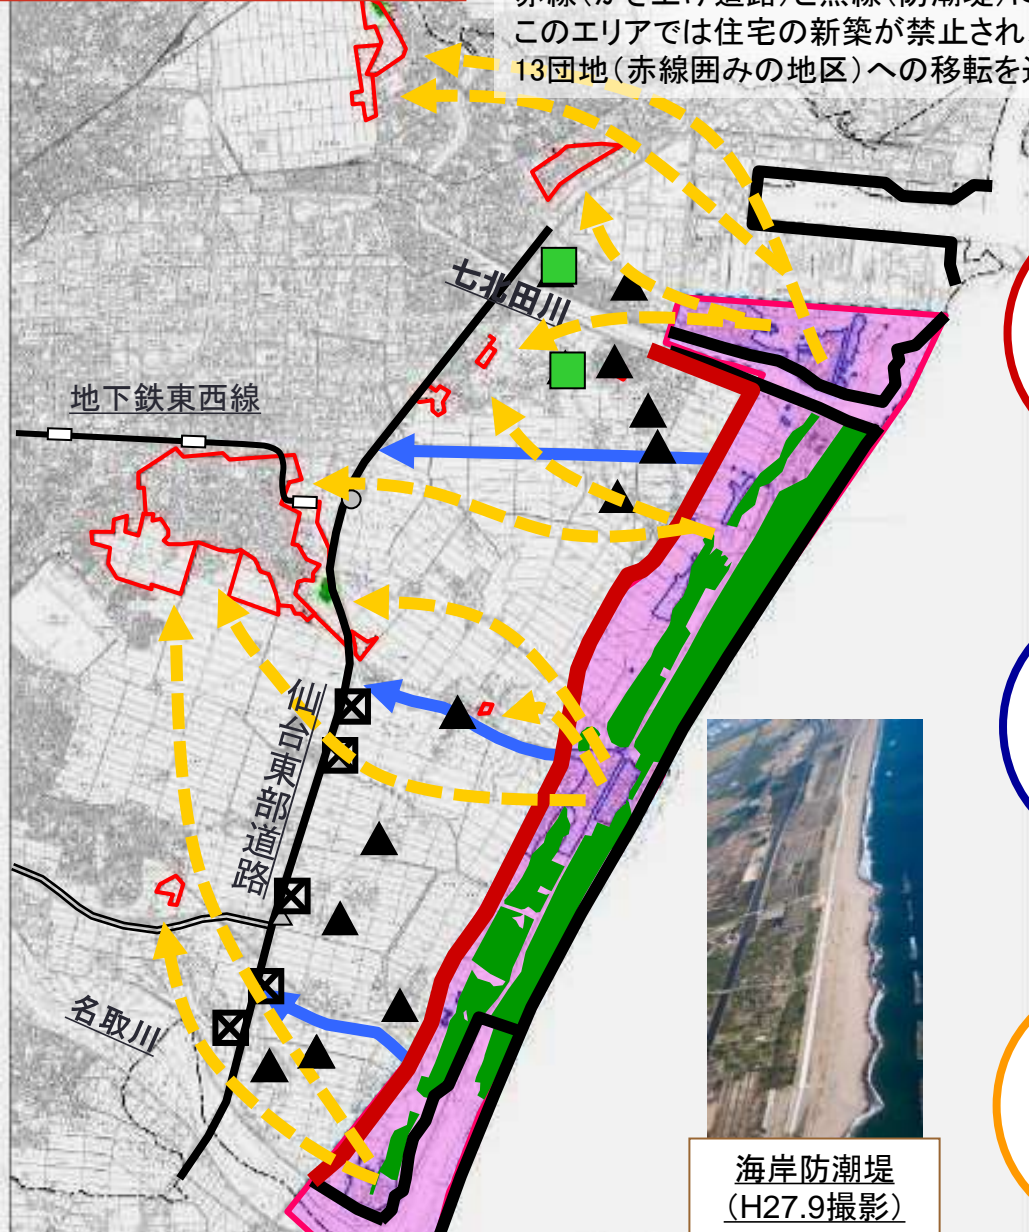 このエリアでは住宅の新築が禁止され
13団地(赤線囲みの地区)への移転を
七北田川
地下鉄東西線
仙台東部道路
名取川
海岸防潮堤
(H27.9撮影)